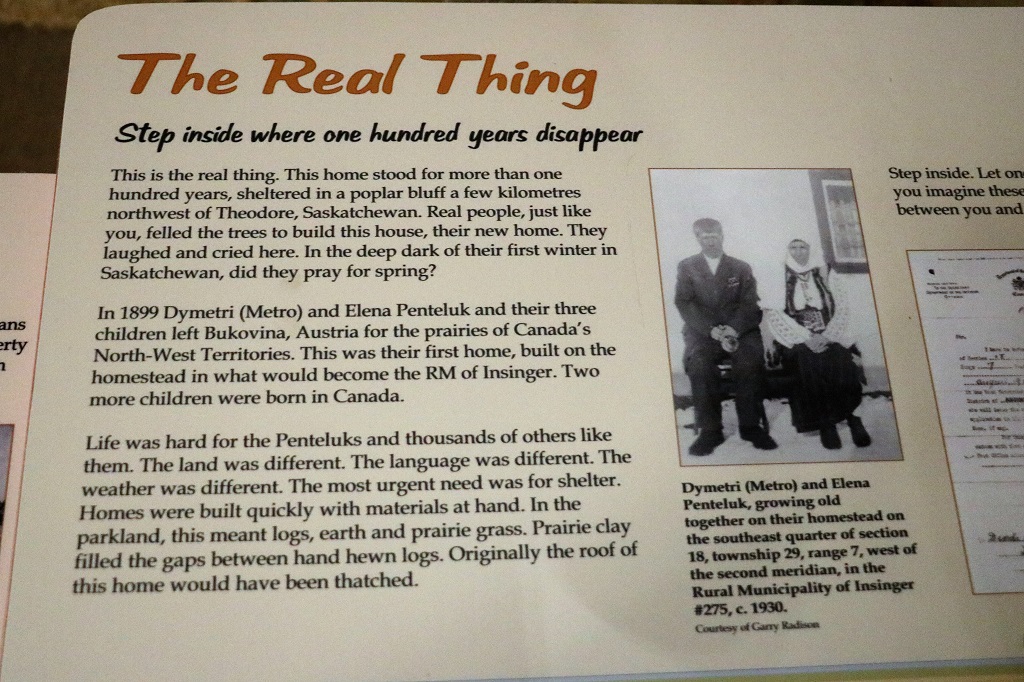 The Real Thing
Step inside where one hundred years disappear
This is the real thing. This home stood for more than one
hundred years, sheltered in a poplar bluff a few kilometres
northwest of Theodore, Saskatchewan. Real people, just like
you, felled the trees to build this house, their new home. They
laughed and cried here. In the deep dark of their first winter in
Saskatchewan, did they pray for spring?
In 1899 Dymetri (Metro) and Elena Penteluk and their three
children left Bukovina, Austria for the prairies of Canada's
North-West Territories. This was their first home, built on the
homestead in what would become the RM of Insinger. Two
more children were born in Canada.
Life was hard for the Penteluks and thousands of others like
them. The land was different. The language was different. The
weather was different. The most urgent need was for shelter.
Homes were built quickly with materials at hand. In the
parkland, this meant logs, earth and prairie grass. Prairie clay
filled the gaps between hand hewn logs. Originally the roof of
this home would have been thatched.
Dymetri (Metro) and Elena
Penteluk, growing old
together on their homestead on
the southeast quarter of section
18, township 29, range 7, west of
the second meridian, in the
Rural Municipality of Insinger
#275, c. 1930.
Courtesy of Garry Radison
Step inside. Let on
you imagine these
between you and
ans
erty
n